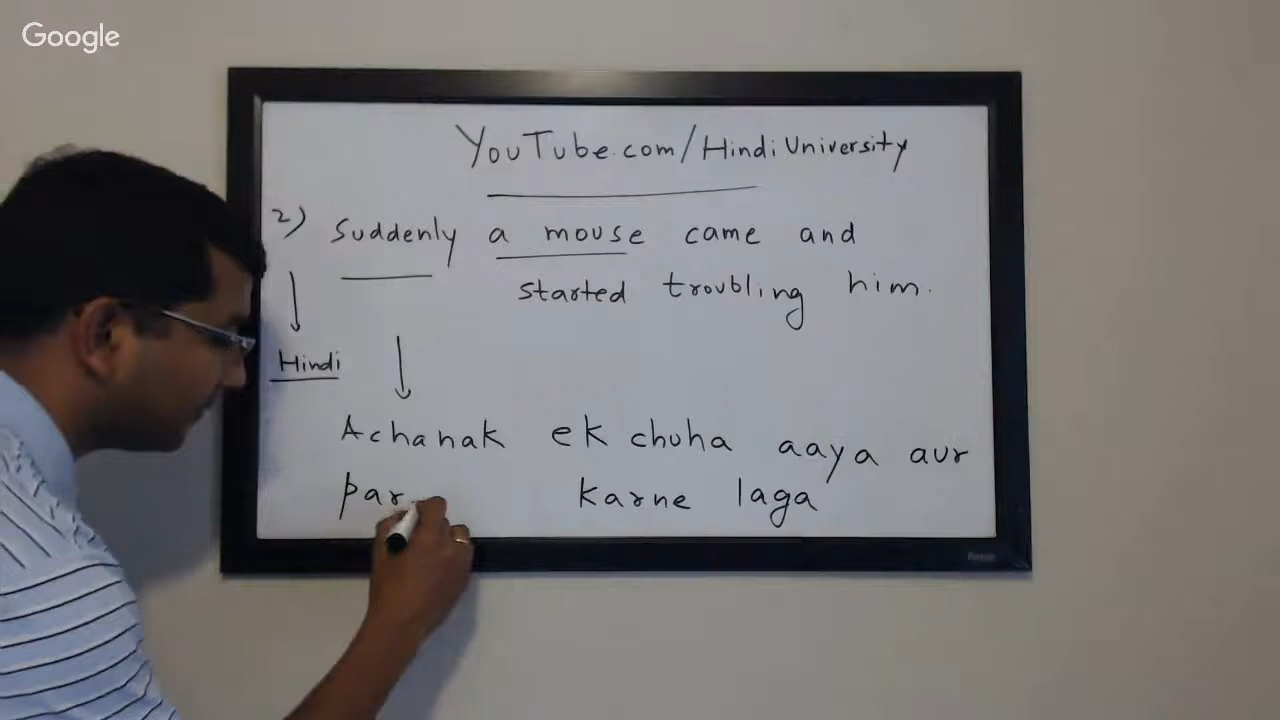 Google
YouTube.com/HindiUniversity
2) Suddenly a mouse came and
started troubling him.
Hindi
Achanak ek chuha aaya aur
par karne laga